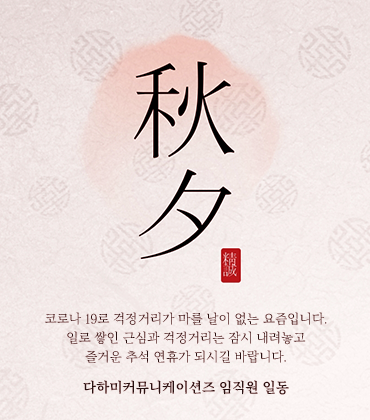 秋
夕
코로나 19로 걱정거리가 마를 날이 없는 요즘입니다.
일로 쌓인 근심과 걱정거리는 잠시 내려놓고
즐거운 추석 연휴가 되시길 바랍니다.
다하미커뮤니케이션즈 임직원 일동